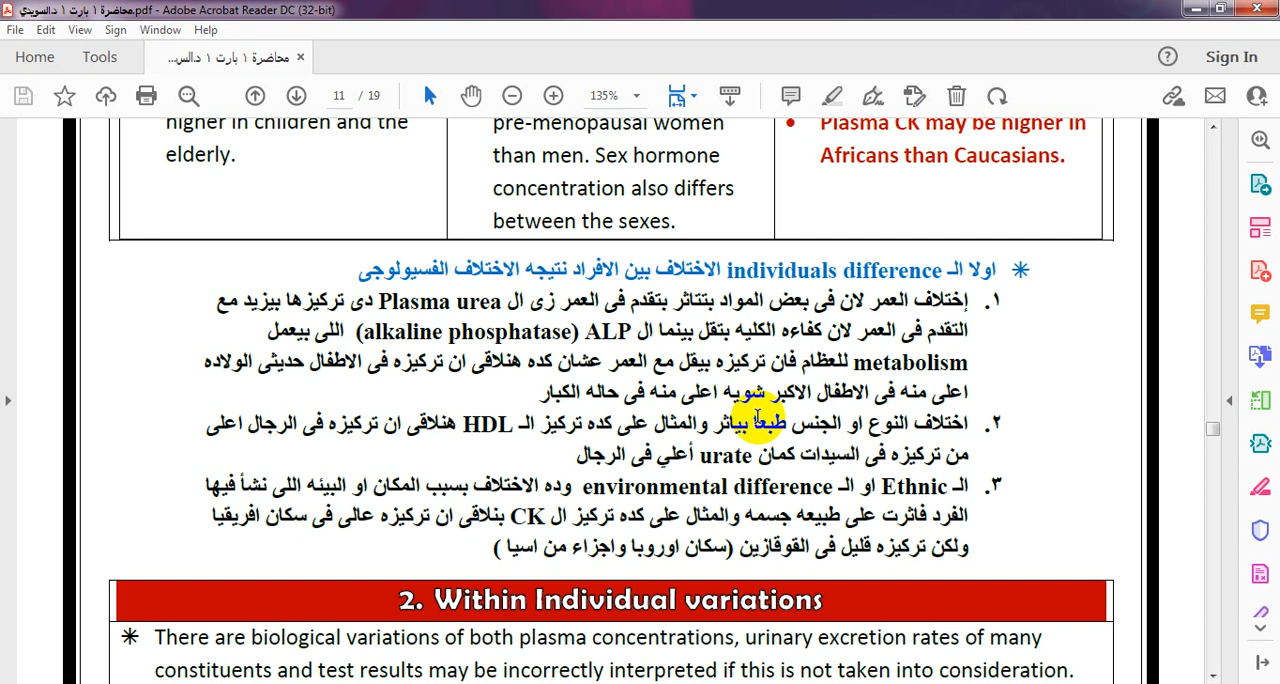 محاضرة ١ بارت ١ د.السويدي.pdf - Adobe Acrobat Reader DC (32-bit)
File Edit View Sign Window Help
Home Tools محاضرة ١ بارت ١ د.الس... × Sign In
11 / 19 135%
higher in children and the
elderly.
pre-menopausal women
than men. Sex hormone
concentration also differs
between the sexes.
• Plasma CK may be higher in
Africans than Caucasians.
* اولا الـ individuals difference الاختلاف بين الافراد نتيجه الاختلاف الفسيولوجى
١. إختلاف العمر لان فى بعض المواد بتتاثر بتقدم فى العمر زى ال Plasma urea دى تركيزها بيزيد مع
التقدم فى العمر لان كفاءه الكليه بتقل بينما ال ALP (alkaline phosphatase) اللى بيعمل
metabolism للعظام فان تركيزه بيقل مع العمر عشان كده هنلاقى ان تركيزه فى الاطفال حديثى الولاده
اعلى منه فى الاطفال الاكبر شويه اعلى منه فى حاله الكبار
٢. اختلاف النوع او الجنس طبعا بياثر والمثال على كده تركيز الـ HDL هنلاقى ان تركيزه فى الرجال اعلى
من تركيزه فى السيدات كمان urate أعلي فى الرجال
٣. الـ Ethnic او الـ environmental difference وده الاختلاف بسبب المكان او البيئه اللى نشأ فيها
الفرد فاثرت على طبيعه جسمه والمثال على كده تركيز ال CK بنلاقى ان تركيزه عالى فى سكان افريقيا
ولكن تركيزه قليل فى القوقازين (سكان اوروبا واجزاء من اسيا )
2. Within Individual variations
* There are biological variations of both plasma concentrations, urinary excretion rates of many
constituents and test results may be incorrectly interpreted if this is not taken into consideration.